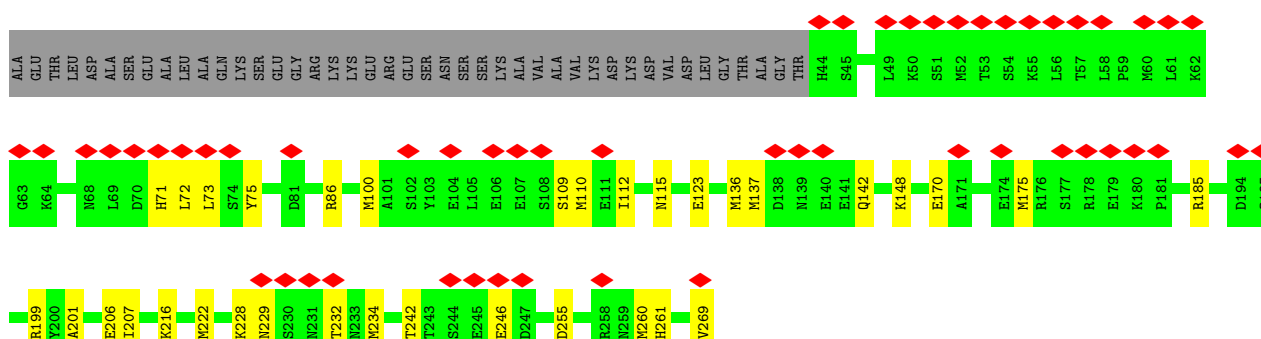 ALA GLU THR LEU ASP ALA SER GLU ALA LEU ALA GLN LYS SER GLU GLY ARG LYS LYS GLU ARG GLU SER ASN SER SER LYS ALA VAL ALA VAL LYS ASP LYS ASP VAL ASP LEU GLY THR ALA GLY THR H44 S45 L49 K50 S51 M52 T53 S54 K55 L56 T57 L58 P59 M60 L61 K62
G63 K64 N68 L69 D70 H71 L72 L73 S74 Y75 D81 R86 M100 A101 S102 Y103 E104 L105 E106 E107 S108 S109 M110 E111 I112 N115 E123 M136 M137 D138 N139 E140 E141 Q142 K148 E170 A171 E174 M175 R176 S177 R178 E179 K180 P181 R185 D194
R199 Y200 A201 E206 I207 K216 M222 K228 N229 S230 N231 T232 N233 M234 T242 T243 S244 E245 E246 D247 D255 R258 N259 M260 H261 V269